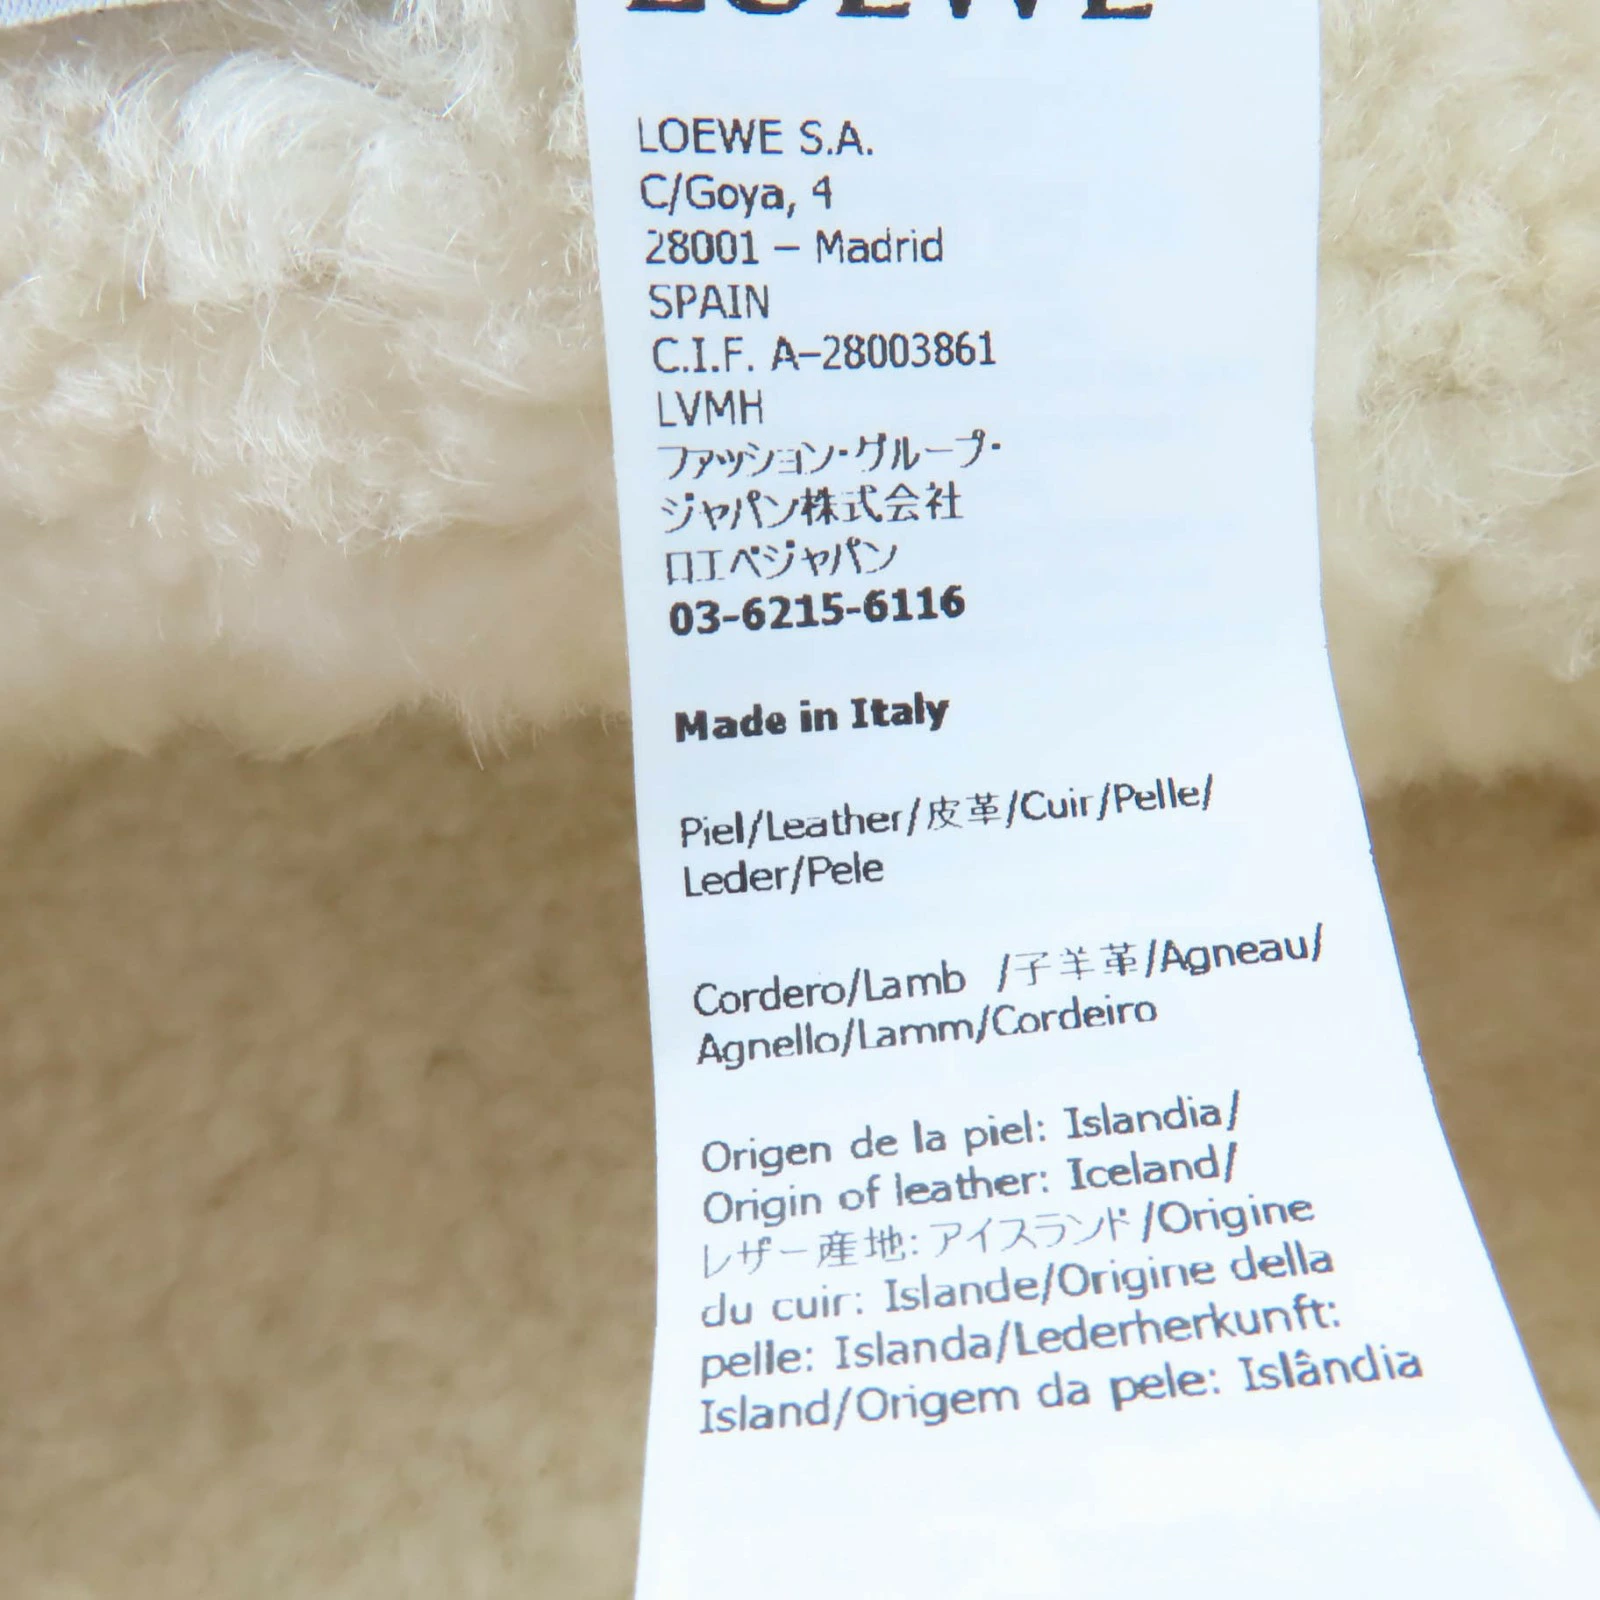 LOEWE
LOEWE S.A.
C/Goya, 4
28001 – Madrid
SPAIN
C.I.F. A–28003861
LVMH
ファッション・グループ・
ジャパン株式会社
ロエベジャパン
03-6215-6116
Made in Italy
Piel/Leather/皮革/Cuir/Pelle/
Leder/Pele
Cordero/Lamb /子羊革/Agneau/
Agnello/Lamm/Cordeiro
Origen de la piel: Islandia/
Origin of leather: Iceland/
レザー産地: アイスランド/Origine
du cuir: Islande/Origine della
pelle: Islanda/Lederherkunft:
Island/Origem da pele: Islândia